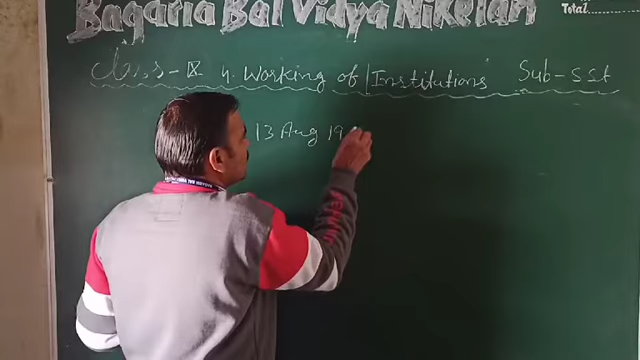 Bagaria Bal Vidya Niketan
Total
Class - IX 4. Working of Institutions Sub - SSt
13 Aug 19